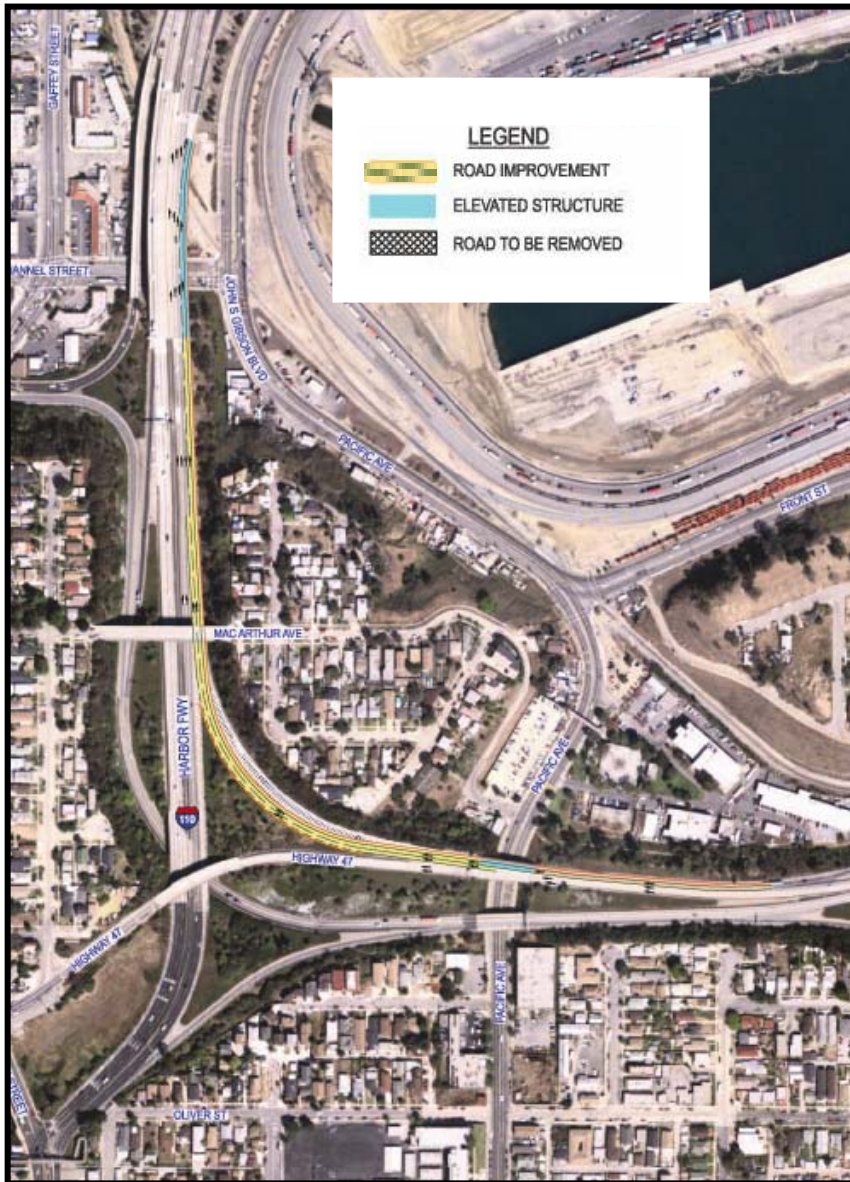 GAFFEY STREET
LEGEND
ROAD IMPROVEMENT
ELEVATED STRUCTURE
ROAD TO BE REMOVED
ANNEL STREET
JOHN S GIBSON BLVD
PACIFIC AVE
FRONT ST
MAC ARTHUR AVE
HARBOR FWY
PACIFIC AVE
110
HIGHWAY 47
HIGHWAY 47
PACIFIC AVE
STREET
OLIVER ST